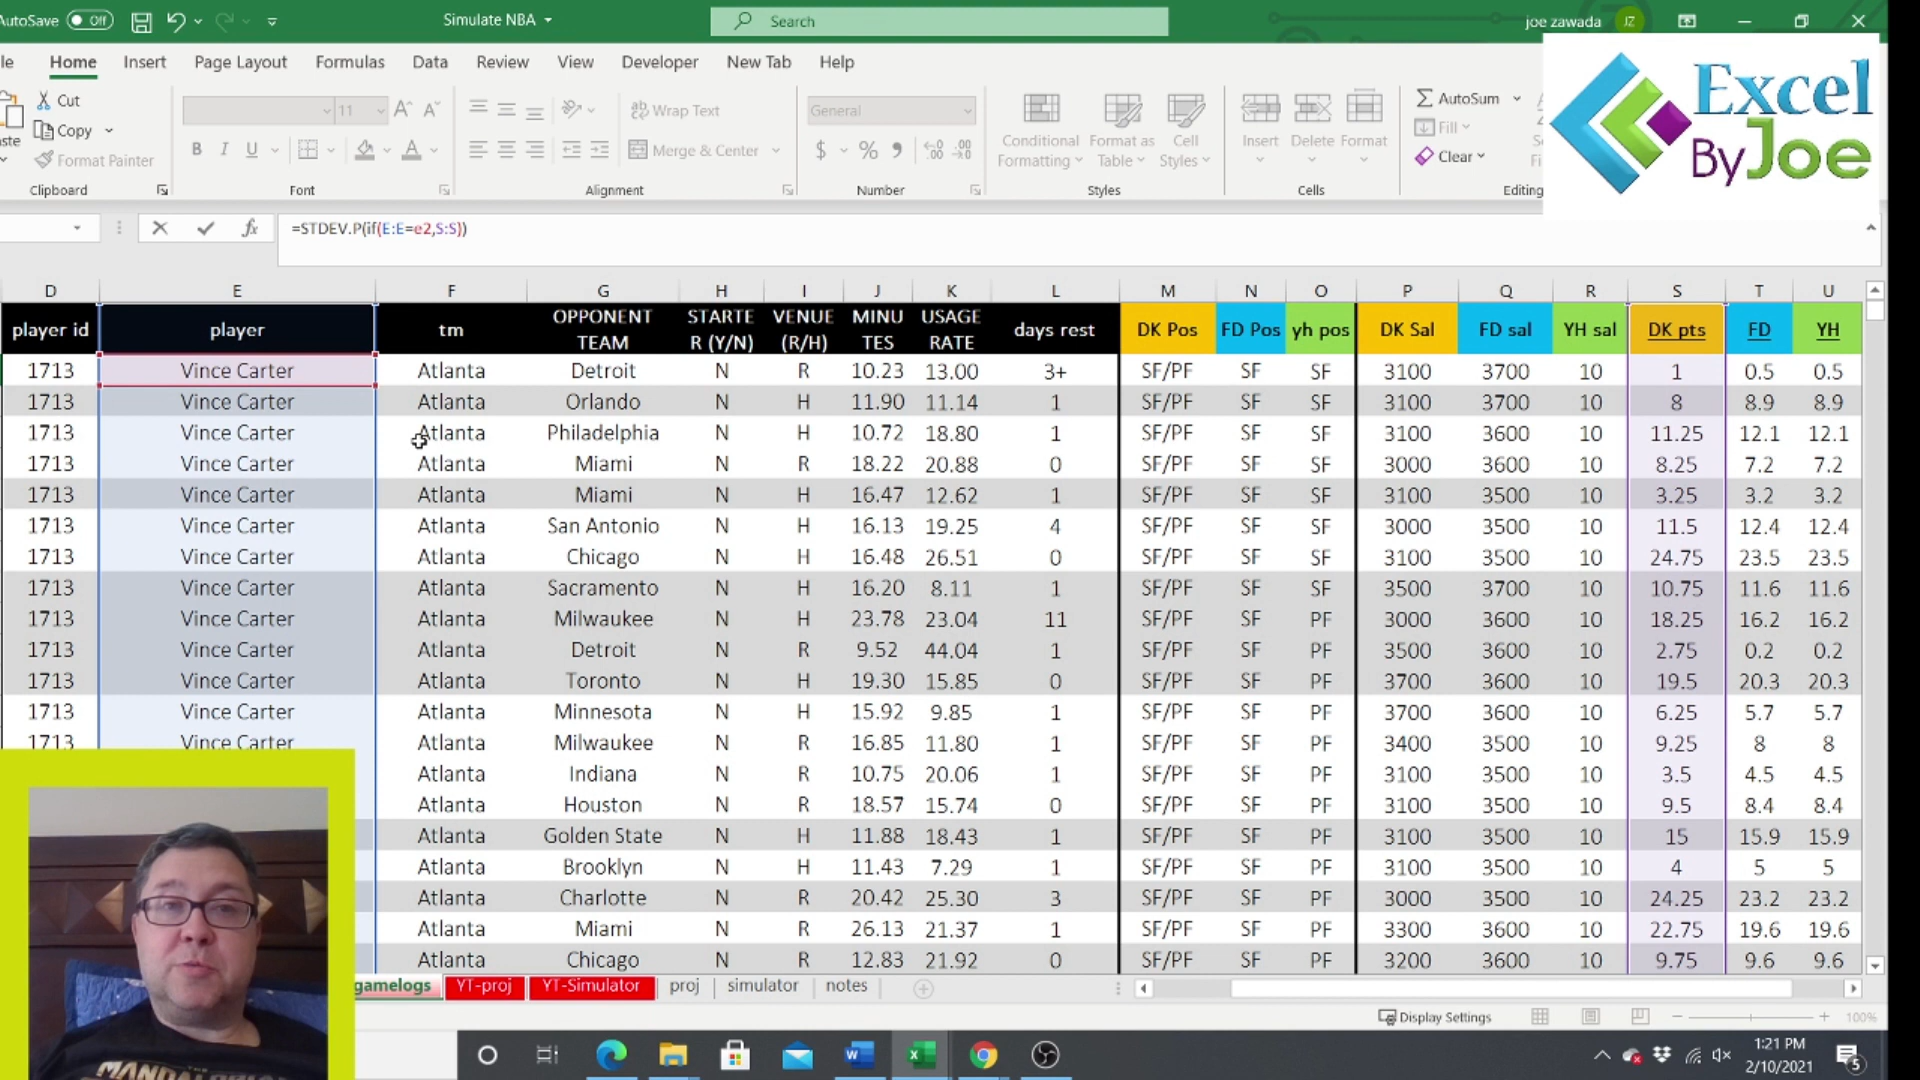 AutoSave Off Simulate NBA Search joe zawada JZ
Home Insert Page Layout Formulas Data Review View Developer New Tab Help
Excel
ByJoe
Cut
Copy
Format Painter
Clipboard
11
B I U A
Font
Wrap Text
Merge & Center
Alignment
General
$ % ,
Number
Conditional Formatting
Format as Table
Cell Styles
Styles
Insert Delete Format
Cells
AutoSum
Fill
Clear
Editing
fx =STDEV.P(if(E:E=e2,S:S))
D E F G H I J K L M N O P Q R S T U
player id player tm OPPONENT TEAM STARTE R (Y/N) VENUE (R/H) MINU TES USAGE RATE days rest DK Pos FD Pos yh pos DK Sal FD sal YH sal DK pts FD YH
1713 Vince Carter Atlanta Detroit N R 10.23 13.00 3+ SF/PF SF SF 3100 3700 10 1 0.5 0.5
1713 Vince Carter Atlanta Orlando N H 11.90 11.14 1 SF/PF SF SF 3100 3700 10 8 8.9 8.9
1713 Vince Carter Atlanta Philadelphia N H 10.72 18.80 1 SF/PF SF SF 3100 3600 10 11.25 12.1 12.1
1713 Vince Carter Atlanta Miami N R 18.22 20.88 0 SF/PF SF SF 3000 3600 10 8.25 7.2 7.2
1713 Vince Carter Atlanta Miami N H 16.47 12.62 1 SF/PF SF SF 3100 3500 10 3.25 3.2 3.2
1713 Vince Carter Atlanta San Antonio N H 16.13 19.25 4 SF/PF SF SF 3000 3500 10 11.5 12.4 12.4
1713 Vince Carter Atlanta Chicago N R 16.48 26.51 0 SF/PF SF SF 3100 3500 10 24.75 23.5 23.5
1713 Vince Carter Atlanta Sacramento N H 16.20 8.11 1 SF/PF SF SF 3500 3700 10 10.75 11.6 11.6
1713 Vince Carter Atlanta Milwaukee N H 23.78 23.04 11 SF/PF SF PF 3000 3600 10 18.25 16.2 16.2
1713 Vince Carter Atlanta Detroit N R 9.52 44.04 1 SF/PF SF PF 3500 3600 10 2.75 0.2 0.2
1713 Vince Carter Atlanta Toronto N H 19.30 15.85 0 SF/PF SF PF 3700 3600 10 19.5 20.3 20.3
1713 Vince Carter Atlanta Minnesota N H 15.92 9.85 1 SF/PF SF PF 3700 3600 10 6.25 5.7 5.7
1713 Vince Carter Atlanta Milwaukee N R 16.85 11.80 1 SF/PF SF PF 3400 3500 10 9.25 8 8
Atlanta Indiana N R 10.75 20.06 1 SF/PF SF PF 3100 3500 10 3.5 4.5 4.5
Atlanta Houston N R 18.57 15.74 0 SF/PF SF PF 3100 3500 10 9.5 8.4 8.4
Atlanta Golden State N H 11.88 18.43 1 SF/PF SF PF 3100 3500 10 15 15.9 15.9
Atlanta Brooklyn N H 11.43 7.29 1 SF/PF SF PF 3100 3500 10 4 5 5
Atlanta Charlotte N R 20.42 25.30 3 SF/PF SF PF 3000 3500 10 24.25 23.2 23.2
Atlanta Miami N R 26.13 21.37 1 SF/PF SF PF 3300 3600 10 22.75 19.6 19.6
Atlanta Chicago N R 12.83 21.92 0 SF/PF SF PF 3200 3600 10 9.75 9.6 9.6
gamelogs YT-proj YT-Simulator proj simulator notes
Display Settings 100%
1:21 PM
2/10/2021
5